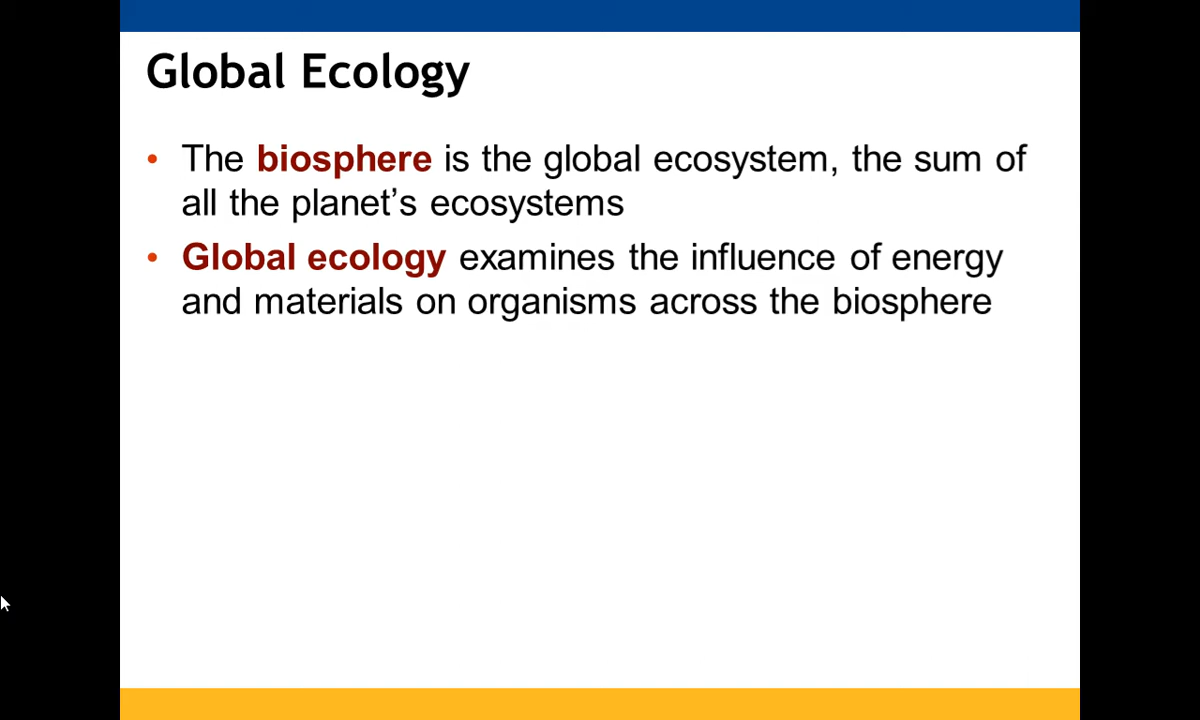 Global Ecology
• The biosphere is the global ecosystem, the sum of
all the planet’s ecosystems
• Global ecology examines the influence of energy
and materials on organisms across the biosphere